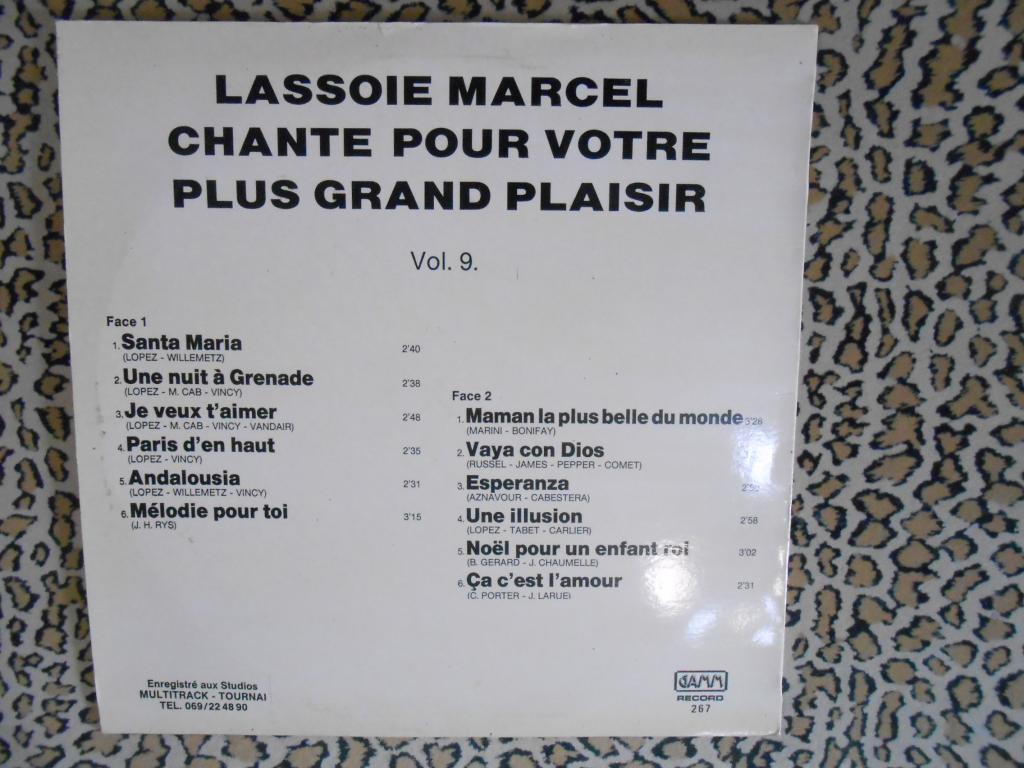 LASSOIE MARCEL
CHANTE POUR VOTRE
PLUS GRAND PLAISIR
Vol. 9.
Face 1
1. Santa Maria 2'40
(LOPEZ - WILLEMETZ)
2. Une nuit à Grenade 2'38
(LOPEZ - M. CAB - VINCY)
3. Je veux t'aimer 2'48
(LOPEZ - M. CAB - VINCY - VANDAIR)
4. Paris d'en haut 2'35
(LOPEZ - VINCY)
5. Andalousia 2'31
(LOPEZ - WILLEMETZ - VINCY)
6. Mélodie pour toi 3'15
(J. H. RYS)
Face 2
1. Maman la plus belle du monde 3'28
(MARINI - BONIFAY)
2. Vaya con Dios
(RUSSEL - JAMES - PEPPER - COMET)
3. Esperanza
(AZNAVOUR - CABESTERA)
4. Une illusion 2'58
(LOPEZ - TABET - CARLIER)
5. Noël pour un enfant roi 3'02
(B. GERARD - J. CHAUMELLE)
6. Ça c'est l'amour 2'31
(C. PORTER - J. LARUE)
Enregistré aux Studios
MULTITRACK - TOURNAI
TEL. 069/22 48 90
JAMM
RECORD
267